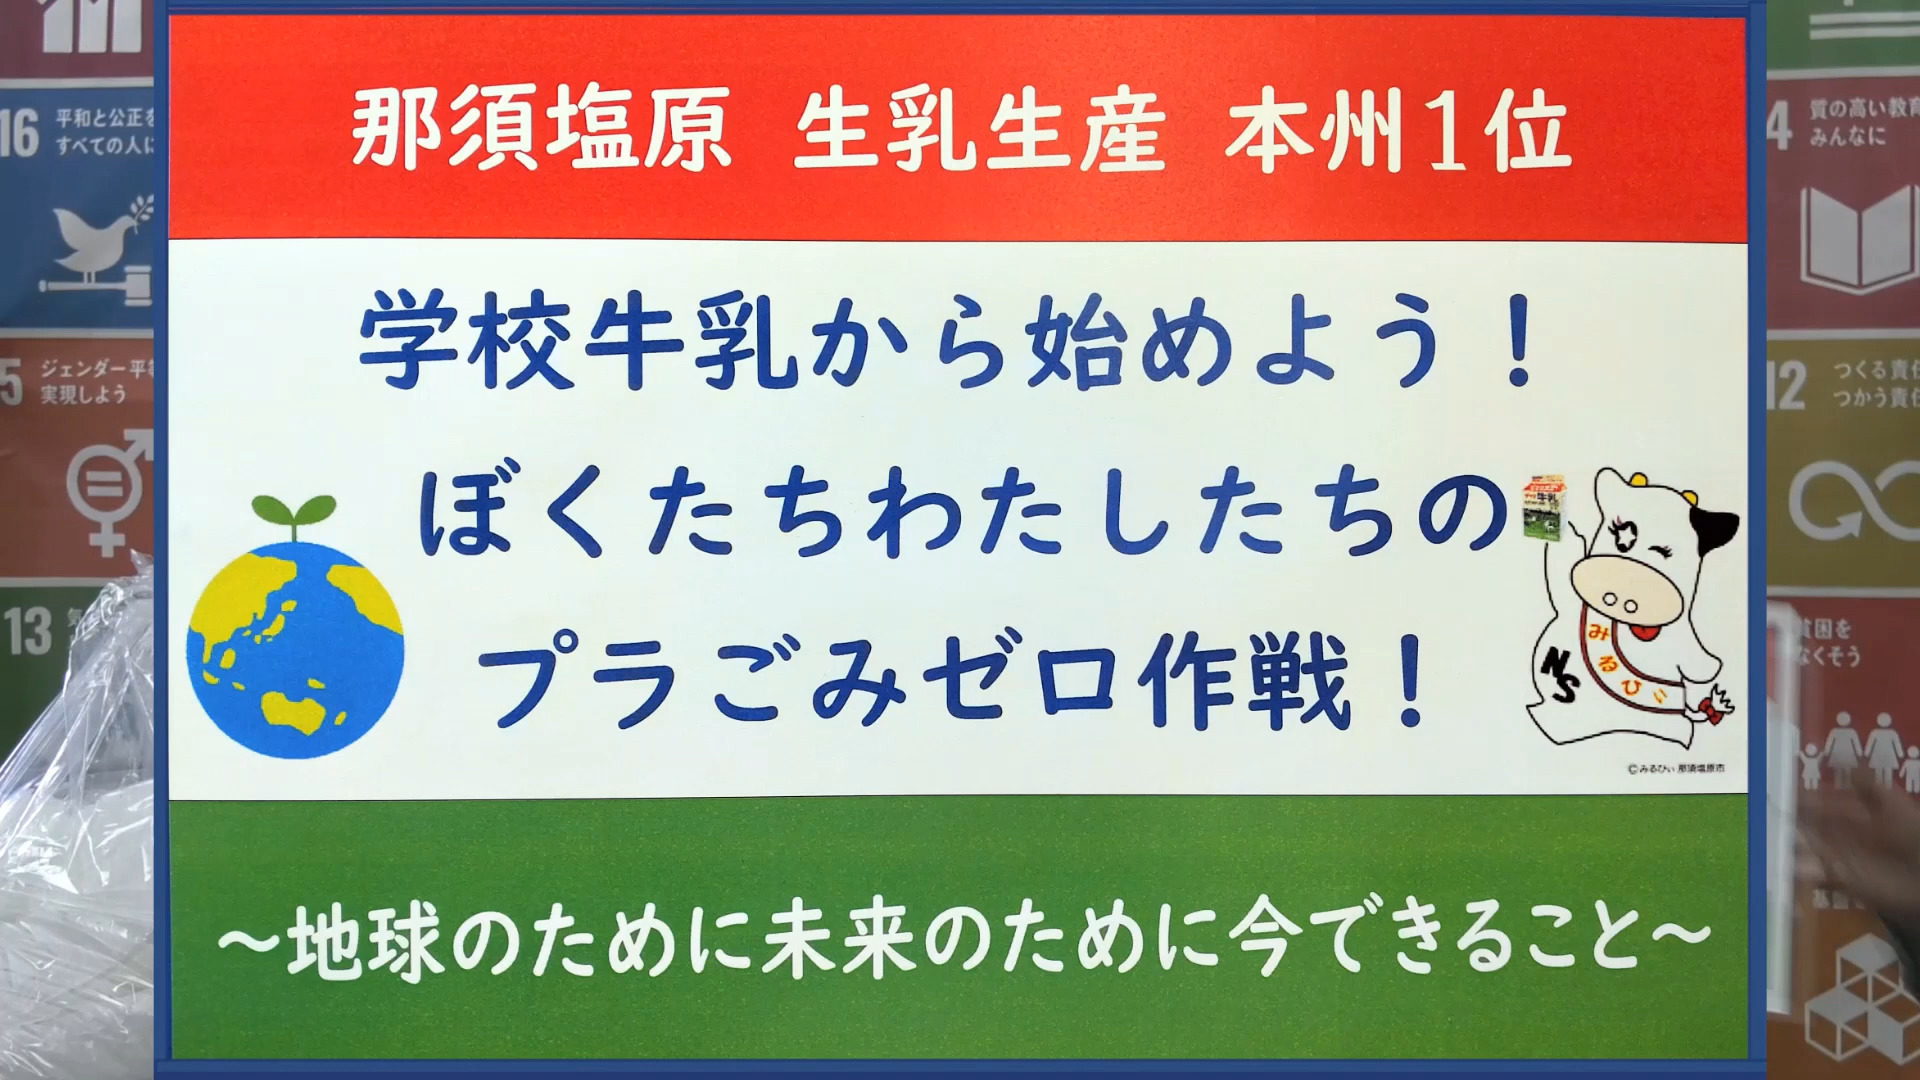 那須塩原 生乳生産 本州1位
学校牛乳から始めよう！
ぼくたちわたしたちの
プラごみゼロ作戦！
牛乳
みるひぃ
NS
©みるひぃ 那須塩原市
〜地球のために未来のために今できること〜
16 平和と公正を
すべての人に
5 ジェンダー平等
実現しよう
13
4 質の高い教育
みんなに
12 つくる責任
つかう責任
貧困を
なくそう